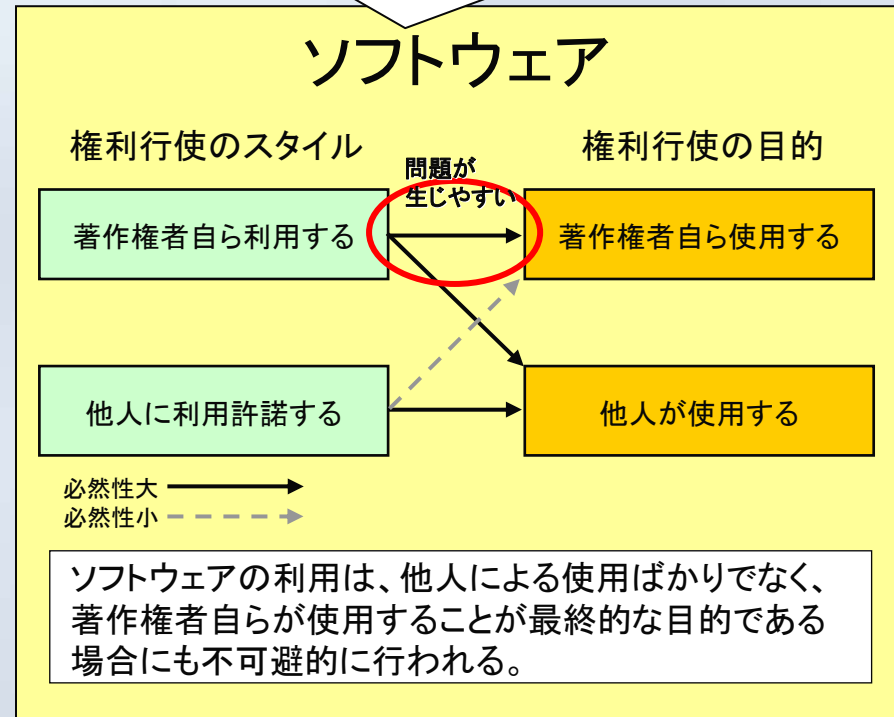 ソフトウェア
権利行使のスタイル
権利行使の目的
問題が
生じやすい
著作権者自ら利用する
著作権者自ら使用する
他人に利用許諾する
他人が使用する
必然性大
必然性小
ソフトウェアの利用は、他人による使用ばかりでなく、
著作権者自らが使用することが最終的な目的である
場合にも不可避的に行われる。